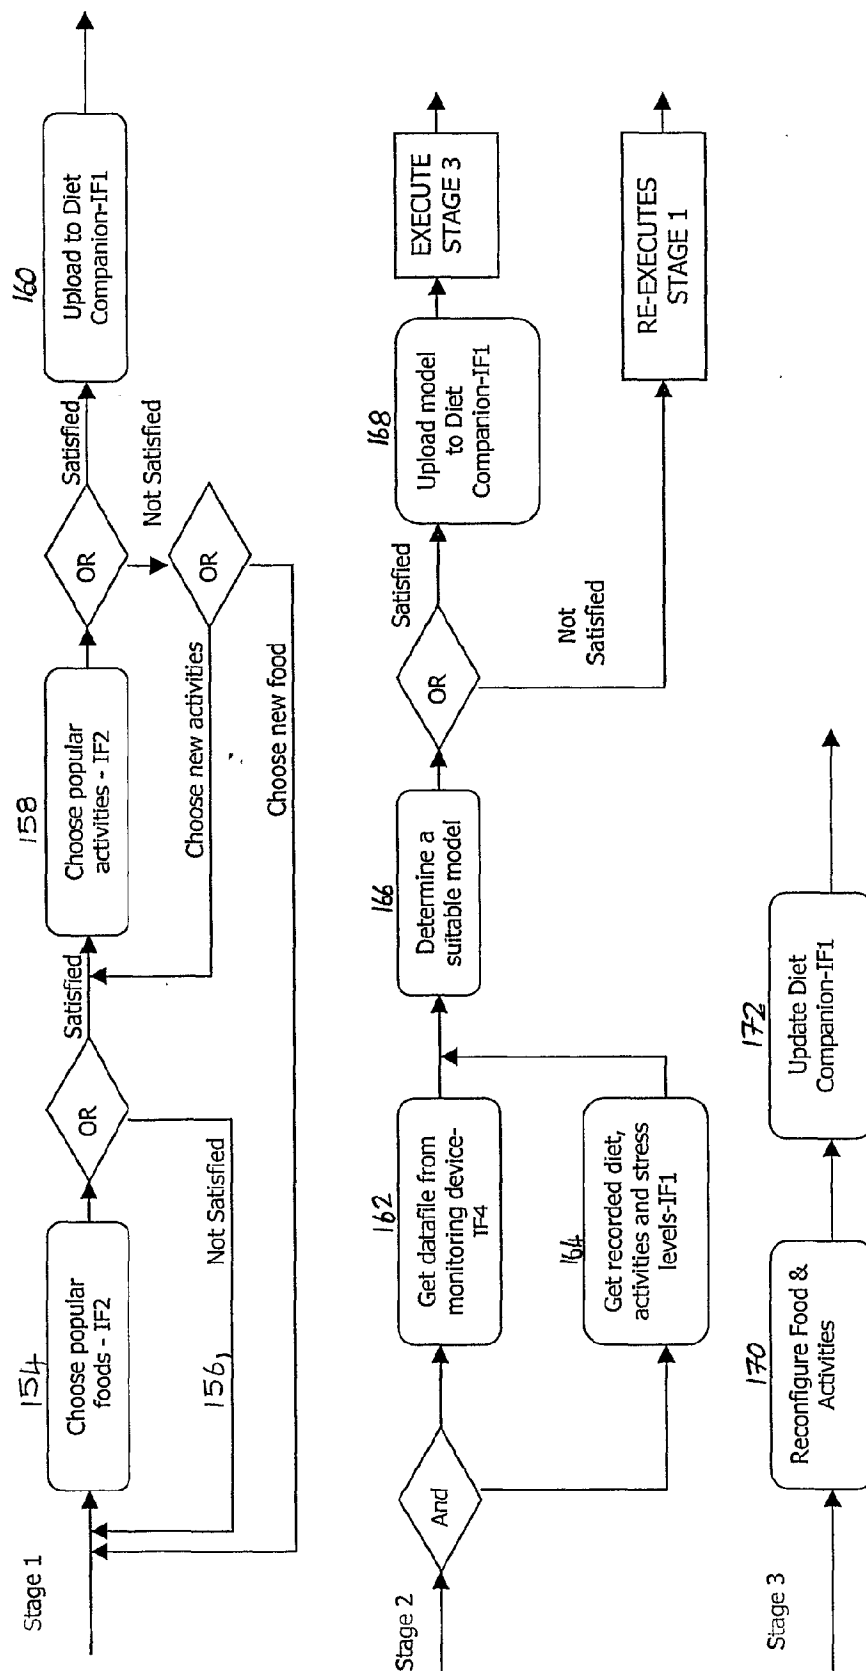 Stage 1
154
Choose popular
foods - IF2
156,
OR
Satisfied
Not Satisfied
158
Choose popular
activities - IF2
OR
Satisfied
Not Satisfied
OR
Choose new activities
Choose new food
160
Upload to Diet
Companion-IF1
Stage 2
And
162
Get datafile from
monitoring device-
IF4
164
Get recorded diet,
activities and stress
levels-IF1
166
Determine a
suitable model
OR
Satisfied
Not
Satisfied
168
Upload model
to Diet
Companion-IF1
EXECUTE
STAGE 3
RE-EXECUTES
STAGE 1
Stage 3
170
Reconfigure Food &
Activities
172
Update Diet
Companion-IF1